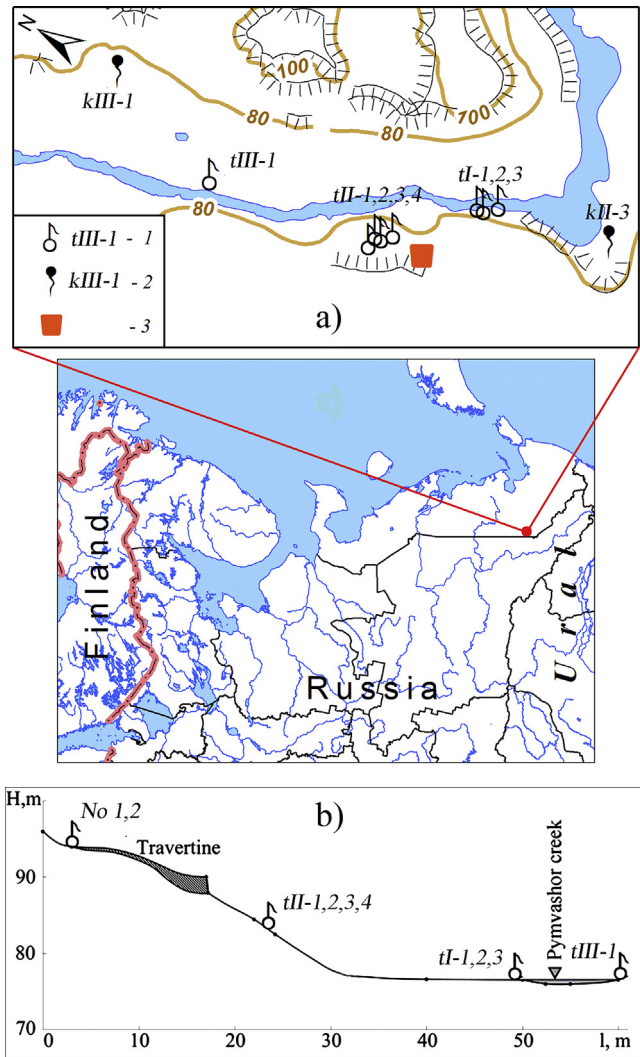 N
kIII-1
100
100
80
80
tIII-1
tII-1,2,3,4
tI-1,2,3
kII-3
80
tIII-1 - 1
kIII-1 - 2
- 3
a)
Finland
Russia
Ural
b)
H,m
No 1,2
Travertine
90
tII-1,2,3,4
Pymvashor creek
80
tI-1,2,3
tIII-1
70
0
10
20
30
40
50
60
l, m